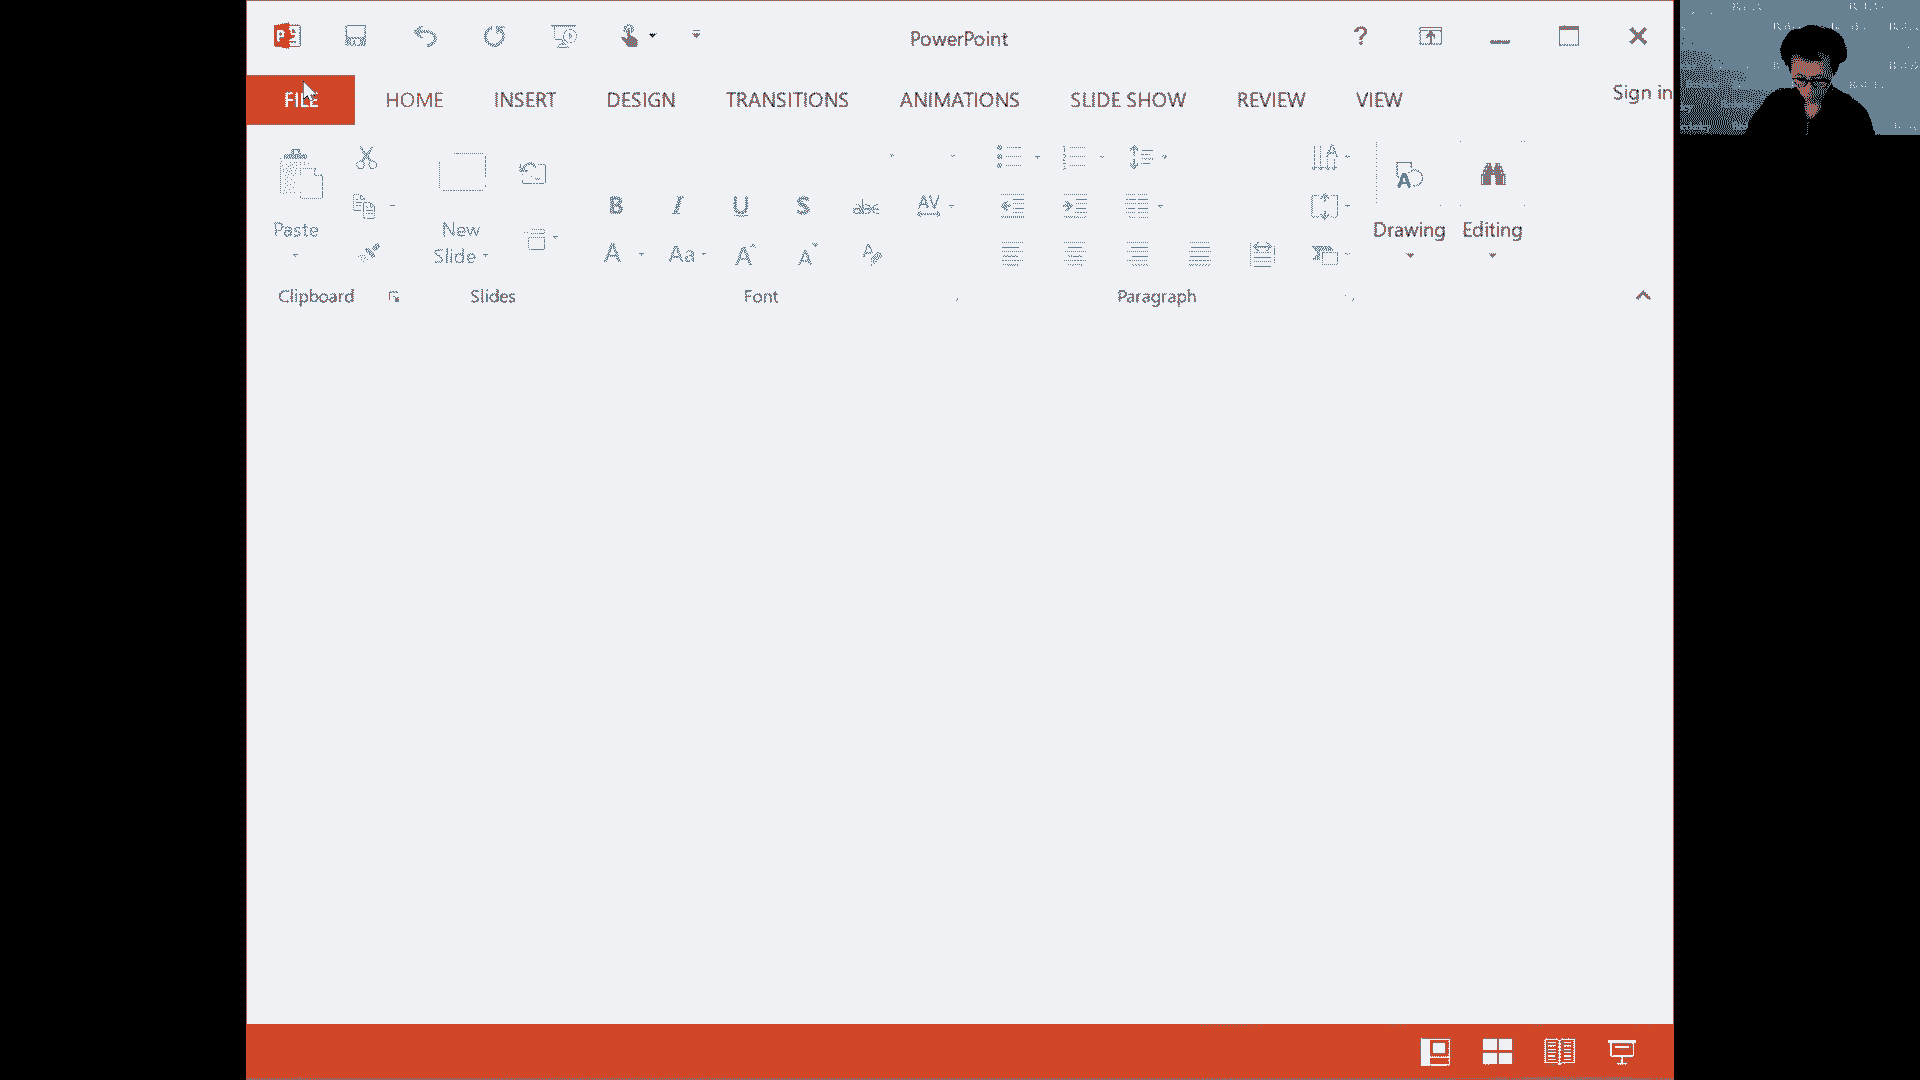 PowerPoint
?
FILE HOME INSERT DESIGN TRANSITIONS ANIMATIONS SLIDE SHOW REVIEW VIEW Sign in
B I U S abc AV
Paste New Slide Drawing Editing
A Aa A A
Clipboard Slides Font Paragraph